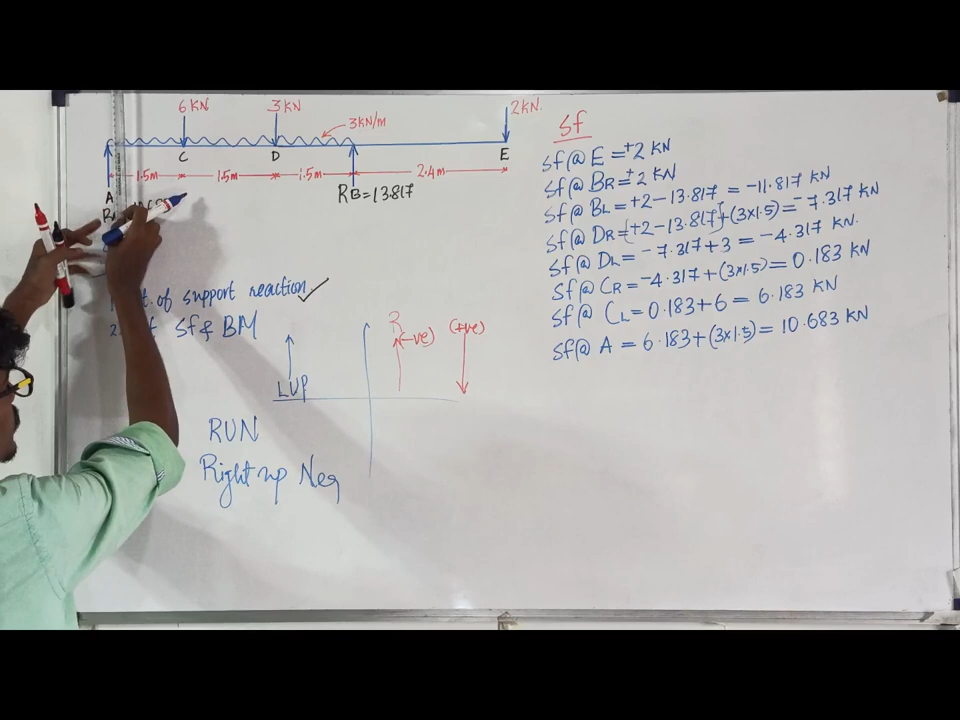 6KN 3KN 2KN.
3KN/m
C D E
1.5m 1.5m 1.5m 2.4m
A
RB=13.817
of support reaction.
Sf & BM
LUP
R
(-ve) (+ve)
RUN
Right up Neg
Sf
Sf@ E = +2 KN
Sf@ BR = +2 KN
Sf@ BL = +2 - 13.817 = -11.817 KN
Sf@ DR = [+2 - 13.817] + (3x1.5) = -7.317 KN
Sf@ DL = -7.317 + 3 = -4.317 KN.
Sf@ CR = -4.317 + (3x1.5) = 0.183 KN
Sf@ CL = 0.183 + 6 = 6.183 KN
Sf@ A = 6.183 + (3x1.5) = 10.683 KN